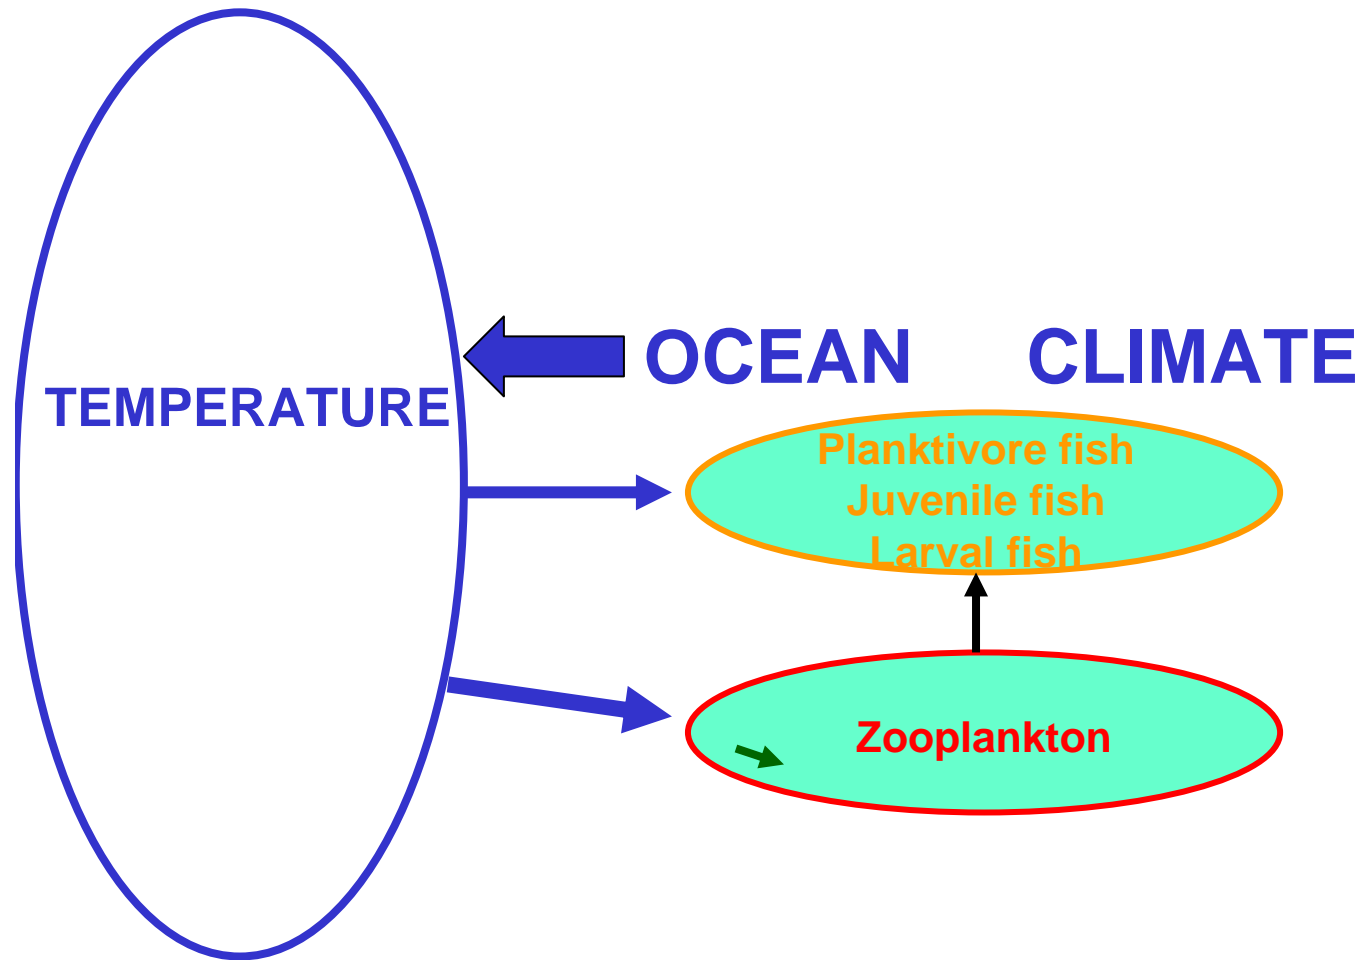 OCEAN CLIMATE
TEMPERATURE
Planktivore fish
Juvenile fish
Larval fish
Zooplankton